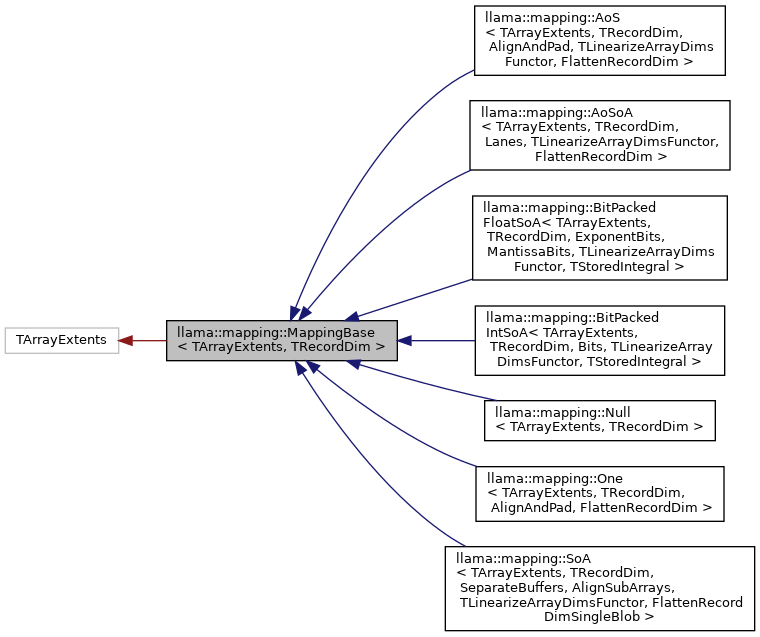 llama::mapping::AoS
< TArrayExtents, TRecordDim,
AlignAndPad, TLinearizeArrayDims
Functor, FlattenRecordDim >
llama::mapping::AoSoA
< TArrayExtents, TRecordDim,
Lanes, TLinearizeArrayDimsFunctor,
FlattenRecordDim >
llama::mapping::BitPacked
FloatSoA< TArrayExtents,
TRecordDim, ExponentBits,
MantissaBits, TLinearizeArrayDims
Functor, TStoredIntegral >
TArrayExtents
llama::mapping::MappingBase
< TArrayExtents, TRecordDim >
llama::mapping::BitPacked
IntSoA< TArrayExtents,
TRecordDim, Bits, TLinearizeArray
DimsFunctor, TStoredIntegral >
llama::mapping::Null
< TArrayExtents, TRecordDim >
llama::mapping::One
< TArrayExtents, TRecordDim,
AlignAndPad, FlattenRecordDim >
llama::mapping::SoA
< TArrayExtents, TRecordDim,
SeparateBuffers, AlignSubArrays,
TLinearizeArrayDimsFunctor, FlattenRecord
DimSingleBlob >